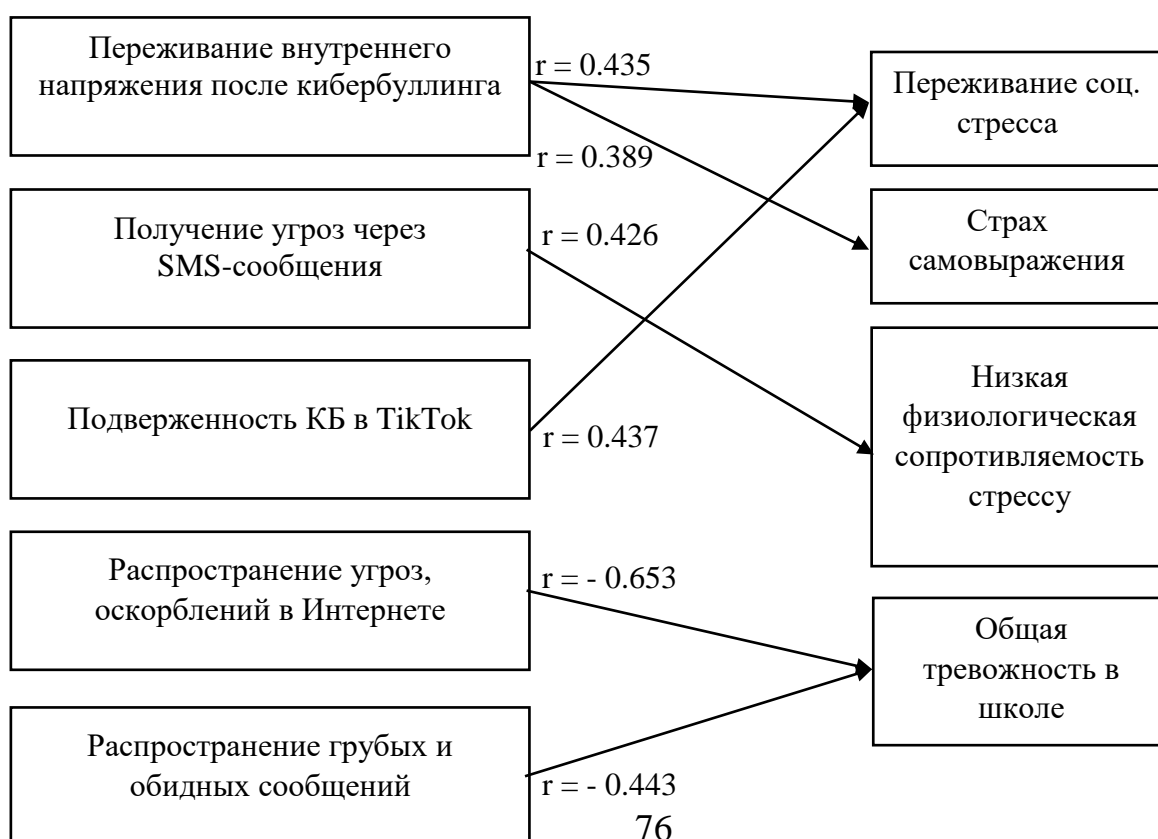 Переживание внутреннего
напряжения после кибербуллинга
r = 0.435
Переживание соц.
стресса
r = 0.389
Получение угроз через
SMS-сообщения
r = 0.426
Страх
самовыражения
Подверженность КБ в TikTok
r = 0.437
Низкая
физиологическая
сопротивляемость
стрессу
Распространение угроз,
оскорблений в Интернете
r = - 0.653
Общая
тревожность в
школе
Распространение грубых и
обидных сообщений
r = - 0.443
76